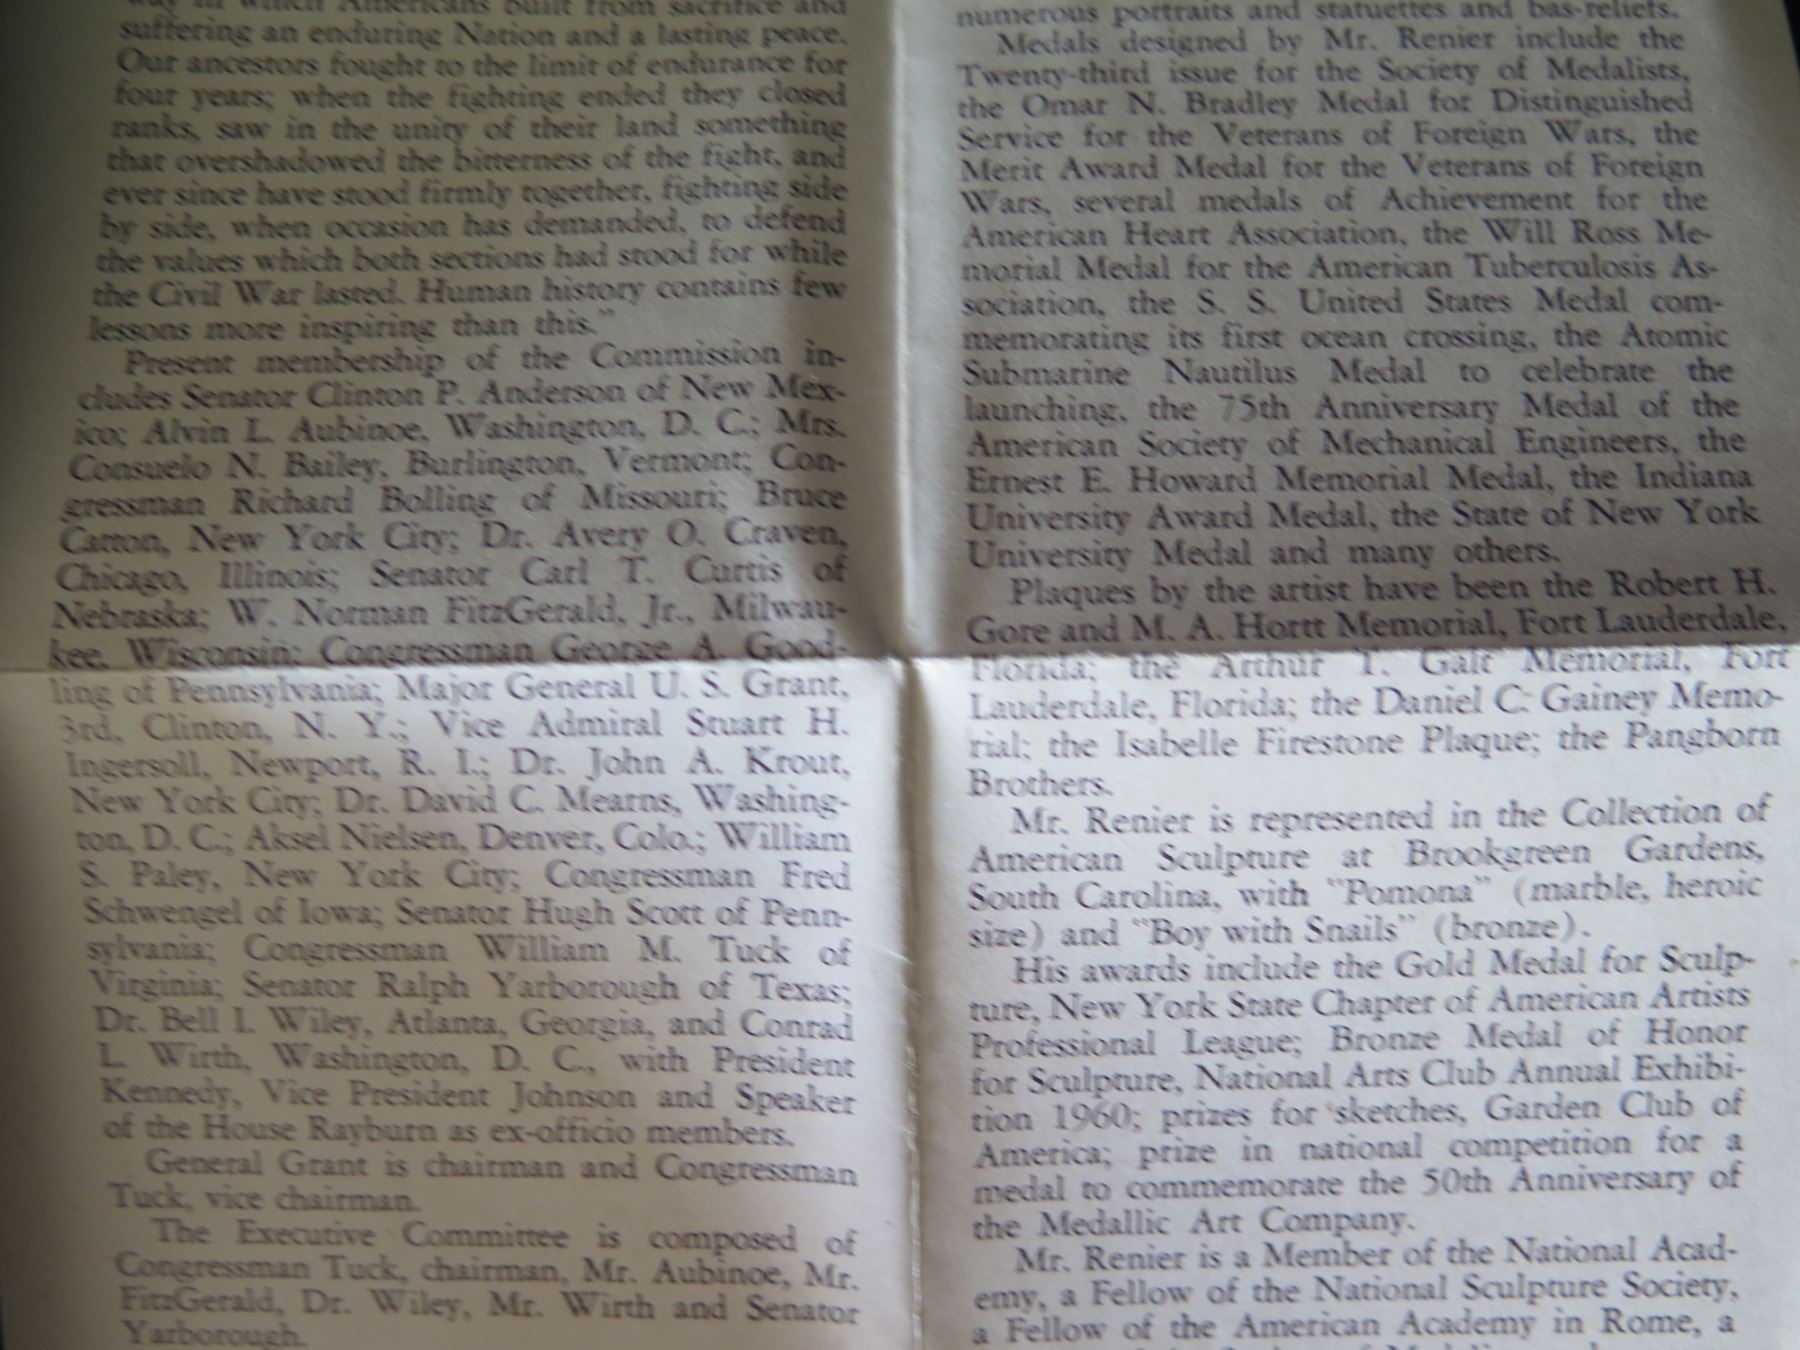 way in which Americans built from sacrifice and
suffering an enduring Nation and a lasting peace.
Our ancestors fought to the limit of endurance for
four years; when the fighting ended they closed
ranks, saw in the unity of their land something
that overshadowed the bitterness of the fight, and
ever since have stood firmly together, fighting side
by side, when occasion has demanded, to defend
the values which both sections had stood for while
the Civil War lasted. Human history contains few
lessons more inspiring than this."
Present membership of the Commission in-
cludes Senator Clinton P. Anderson of New Mex-
ico; Alvin L. Aubinoe, Washington, D. C.; Mrs.
Consuelo N. Bailey, Burlington, Vermont; Con-
gressman Richard Bolling of Missouri; Bruce
Catton, New York City; Dr. Avery O. Craven,
Chicago, Illinois; Senator Carl T. Curtis of
Nebraska; W. Norman FitzGerald, Jr., Milwau-
kee, Wisconsin; Congressman George A. Good-
ling of Pennsylvania; Major General U. S. Grant,
3rd, Clinton, N. Y.; Vice Admiral Stuart H.
Ingersoll, Newport, R. I.; Dr. John A. Krout,
New York City; Dr. David C. Mearns, Washing-
ton, D. C.; Aksel Nielsen, Denver, Colo.; William
S. Paley, New York City; Congressman Fred
Schwengel of Iowa; Senator Hugh Scott of Penn-
sylvania; Congressman William M. Tuck of
Virginia; Senator Ralph Yarborough of Texas;
Dr. Bell I. Wiley, Atlanta, Georgia, and Conrad
L. Wirth, Washington, D. C., with President
Kennedy, Vice President Johnson and Speaker
of the House Rayburn as ex-officio members.
General Grant is chairman and Congressman
Tuck, vice chairman.
The Executive Committee is composed of
Congressman Tuck, chairman, Mr. Aubinoe, Mr.
FitzGerald, Dr. Wiley, Mr. Wirth and Senator
Yarborough.
numerous portraits and statuettes and bas-reliefs.
Medals designed by Mr. Renier include the
Twenty-third issue for the Society of Medalists,
the Omar N. Bradley Medal for Distinguished
Service for the Veterans of Foreign Wars, the
Merit Award Medal for the Veterans of Foreign
Wars, several medals of Achievement for the
American Heart Association, the Will Ross Me-
morial Medal for the American Tuberculosis As-
sociation, the S. S. United States Medal com-
memorating its first ocean crossing, the Atomic
Submarine Nautilus Medal to celebrate the
launching, the 75th Anniversary Medal of the
American Society of Mechanical Engineers, the
Ernest E. Howard Memorial Medal, the Indiana
University Award Medal, the State of New York
University Medal and many others.
Plaques by the artist have been the Robert H.
Gore and M. A. Hortt Memorial, Fort Lauderdale,
Florida; the Arthur T. Galt Memorial, Fort
Lauderdale, Florida; the Daniel C. Gainey Memo-
rial; the Isabelle Firestone Plaque; the Pangborn
Brothers.
Mr. Renier is represented in the Collection of
American Sculpture at Brookgreen Gardens,
South Carolina, with "Pomona" (marble, heroic
size) and "Boy with Snails" (bronze).
His awards include the Gold Medal for Sculp-
ture, New York State Chapter of American Artists
Professional League; Bronze Medal of Honor
for Sculpture, National Arts Club Annual Exhibi-
tion 1960; prizes for sketches, Garden Club of
America; prize in national competition for a
medal to commemorate the 50th Anniversary of
the Medallic Art Company.
Mr. Renier is a Member of the National Acad-
emy, a Fellow of the National Sculpture Society,
a Fellow of the American Academy in Rome, a